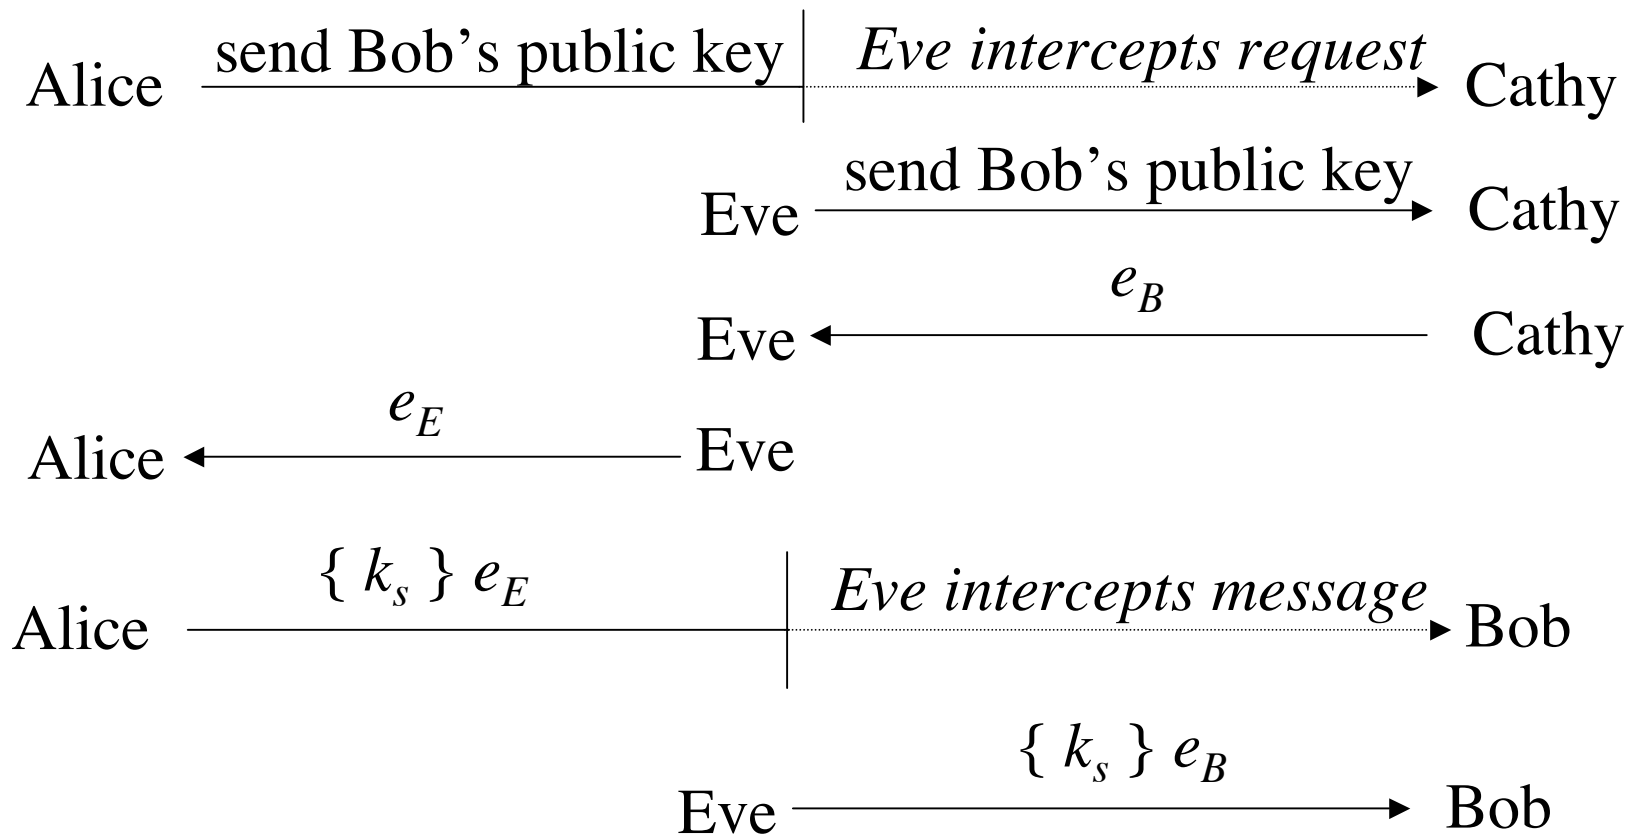 send Bob’s public key Eve intercepts request
Alice Cathy
send Bob’s public key
Eve Cathy
e_B
Eve Cathy
e_E
Alice Eve
{ k_s } e_E Eve intercepts message
Alice Bob
{ k_s } e_B
Eve Bob